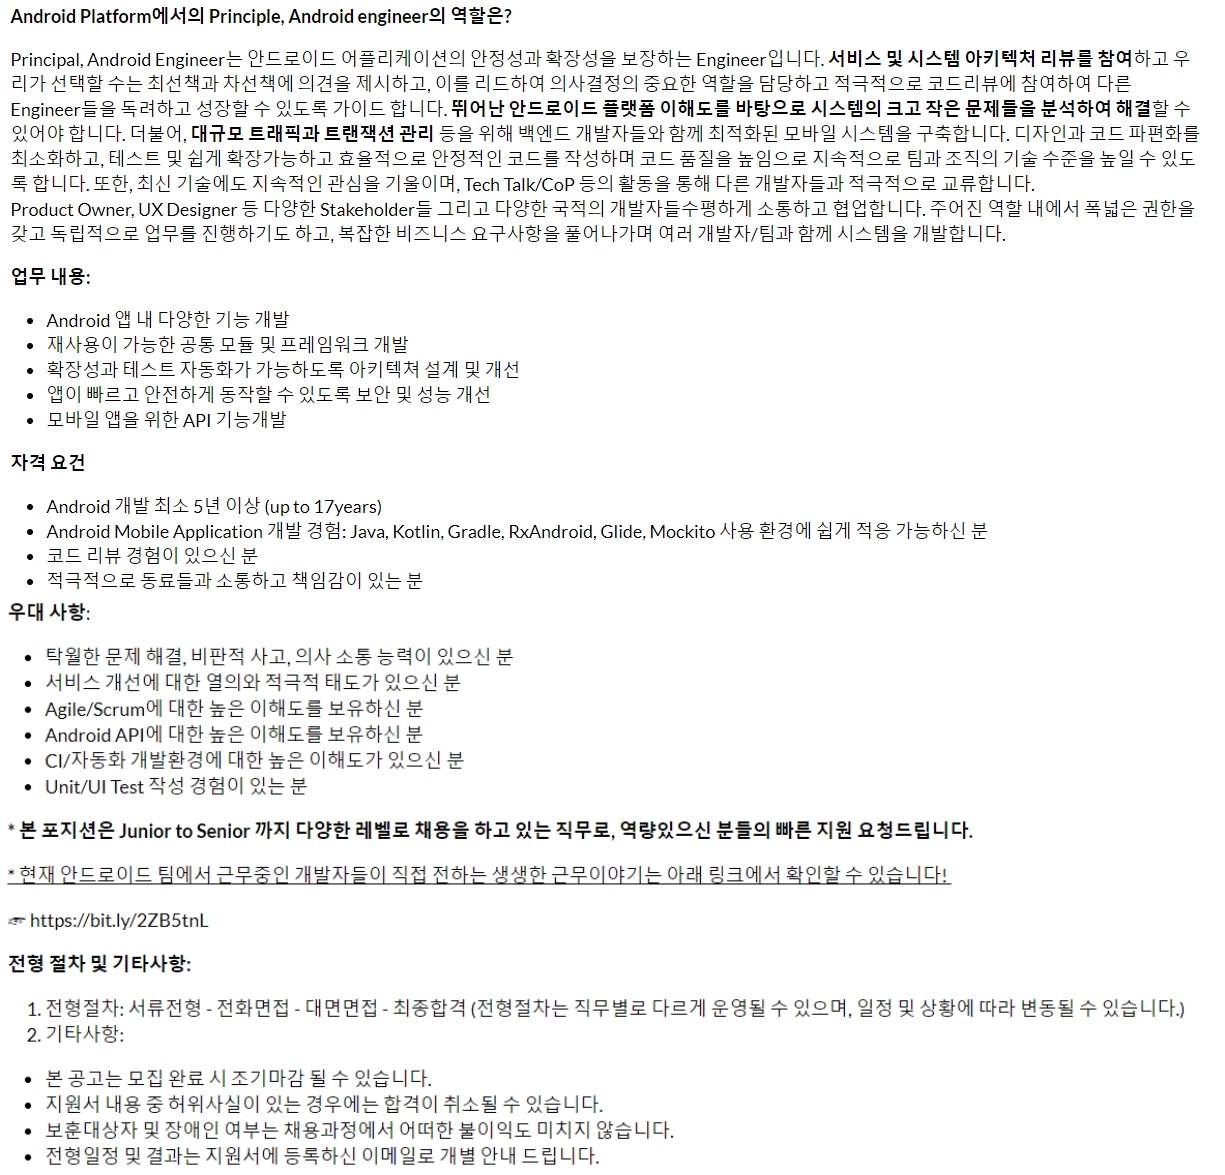 Android Platform에서의 Principle, Android engineer의 역할은?
Principal, Android Engineer는 안드로이드 어플리케이션의 안정성과 확장성을 보장하는 Engineer입니다. 서비스 및 시스템 아키텍처 리뷰를 참여하고 우
리가 선택할 수는 최선책과 차선책에 의견을 제시하고, 이를 리드하여 의사결정의 중요한 역할을 담당하고 적극적으로 코드리뷰에 참여하여 다른
Engineer들을 독려하고 성장할 수 있도록 가이드 합니다. 뛰어난 안드로이드 플랫폼 이해도를 바탕으로 시스템의 크고 작은 문제들을 분석하여 해결할 수
있어야 합니다. 더불어, 대규모 트래픽과 트랜잭션 관리 등을 위해 백엔드 개발자들와 함께 최적화된 모바일 시스템을 구축합니다. 디자인과 코드 파편화를
최소화하고, 테스트 및 쉽게 확장가능하고 효율적으로 안정적인 코드를 작성하며 코드 품질을 높임으로 지속적으로 팀과 조직의 기술 수준을 높일 수 있도
록 합니다. 또한, 최신 기술에도 지속적인 관심을 기울이며, Tech Talk/CoP 등의 활동을 통해 다른 개발자들과 적극적으로 교류합니다.
Product Owner, UX Designer 등 다양한 Stakeholder들 그리고 다양한 국적의 개발자들수평하게 소통하고 협업합니다. 주어진 역할 내에서 폭넓은 권한을
갖고 독립적으로 업무를 진행하기도 하고, 복잡한 비즈니스 요구사항을 풀어나가며 여러 개발자/팀과 함께 시스템을 개발합니다.
업무 내용:
• Android 앱 내 다양한 기능 개발
• 재사용이 가능한 공통 모듈 및 프레임워크 개발
• 확장성과 테스트 자동화가 가능하도록 아키텍쳐 설계 및 개선
• 앱이 빠르고 안전하게 동작할 수 있도록 보안 및 성능 개선
• 모바일 앱을 위한 API 기능개발
자격 요건
• Android 개발 최소 5년 이상 (up to 17years)
• Android Mobile Application 개발 경험: Java, Kotlin, Gradle, RxAndroid, Glide, Mockito 사용 환경에 쉽게 적응 가능하신 분
• 코드 리뷰 경험이 있으신 분
• 적극적으로 동료들과 소통하고 책임감이 있는 분
우대 사항:
• 탁월한 문제 해결, 비판적 사고, 의사 소통 능력이 있으신 분
• 서비스 개선에 대한 열의와 적극적 태도가 있으신 분
• Agile/Scrum에 대한 높은 이해도를 보유하신 분
• Android API에 대한 높은 이해도를 보유하신 분
• CI/자동화 개발환경에 대한 높은 이해도가 있으신 분
• Unit/UI Test 작성 경험이 있는 분
* 본 포지션은 Junior to Senior 까지 다양한 레벨로 채용을 하고 있는 직무로, 역량있으신 분들의 빠른 지원 요청드립니다.
* 현재 안드로이드 팀에서 근무중인 개발자들이 직접 전하는 생생한 근무이야기는 아래 링크에서 확인할 수 있습니다!
☞ https://bit.ly/2ZB5tnL
전형 절차 및 기타사항:
1. 전형절차: 서류전형 - 전화면접 - 대면면접 - 최종합격 (전형절차는 직무별로 다르게 운영될 수 있으며, 일정 및 상황에 따라 변동될 수 있습니다.)
2. 기타사항:
• 본 공고는 모집 완료 시 조기마감 될 수 있습니다.
• 지원서 내용 중 허위사실이 있는 경우에는 합격이 취소될 수 있습니다.
• 보훈대상자 및 장애인 여부는 채용과정에서 어떠한 불이익도 미치지 않습니다.
• 전형일정 및 결과는 지원서에 등록하신 이메일로 개별 안내 드립니다.